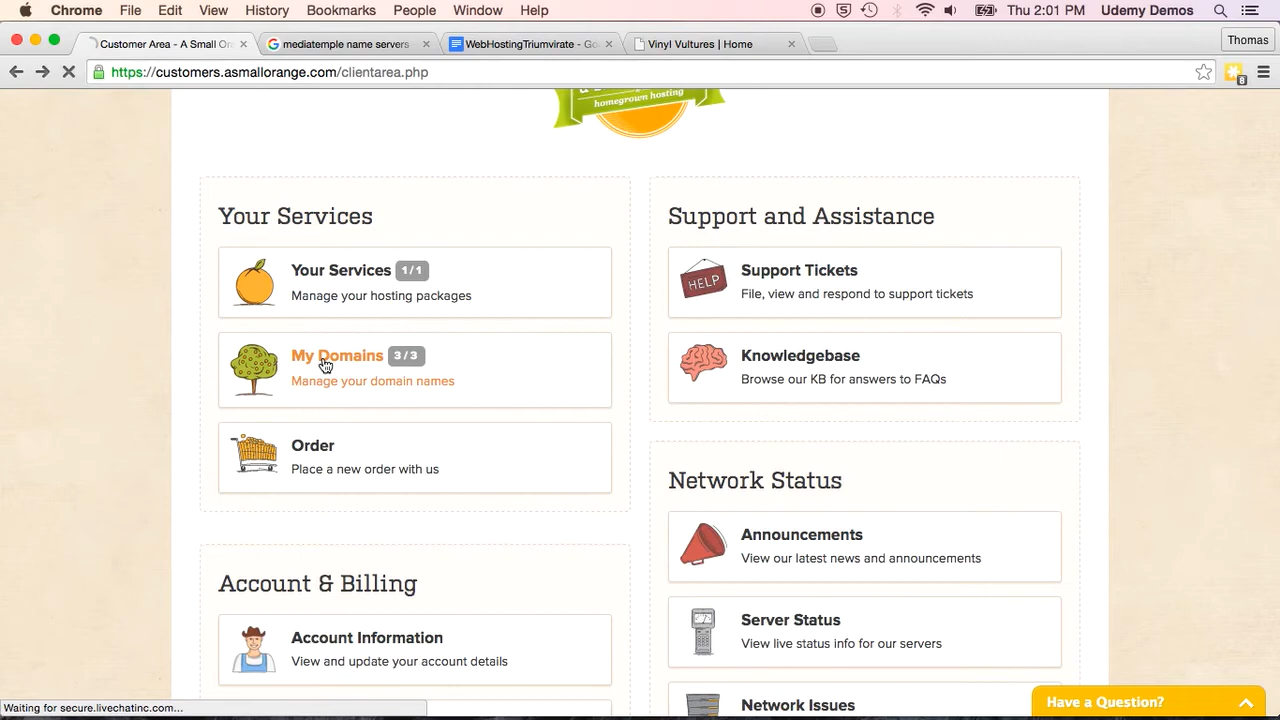 Chrome File Edit View History Bookmarks People Window Help Thu 2:01 PM Udemy Demos
Customer Area - A Small Or
mediatemple name servers
WebHostingTriumvirate - Go
Vinyl Vultures | Home
Thomas
https://customers.asmallorange.com/clientarea.php
8
homegrown hosting
Your Services
Your Services 1/1
Manage your hosting packages
My Domains 3/3
Manage your domain names
Order
Place a new order with us
Account & Billing
Account Information
View and update your account details
Support and Assistance
HELP
Support Tickets
File, view and respond to support tickets
Knowledgebase
Browse our KB for answers to FAQs
Network Status
Announcements
View our latest news and announcements
Server Status
View live status info for our servers
Network Issues
Have a Question?
Waiting for secure.livechatinc.com...